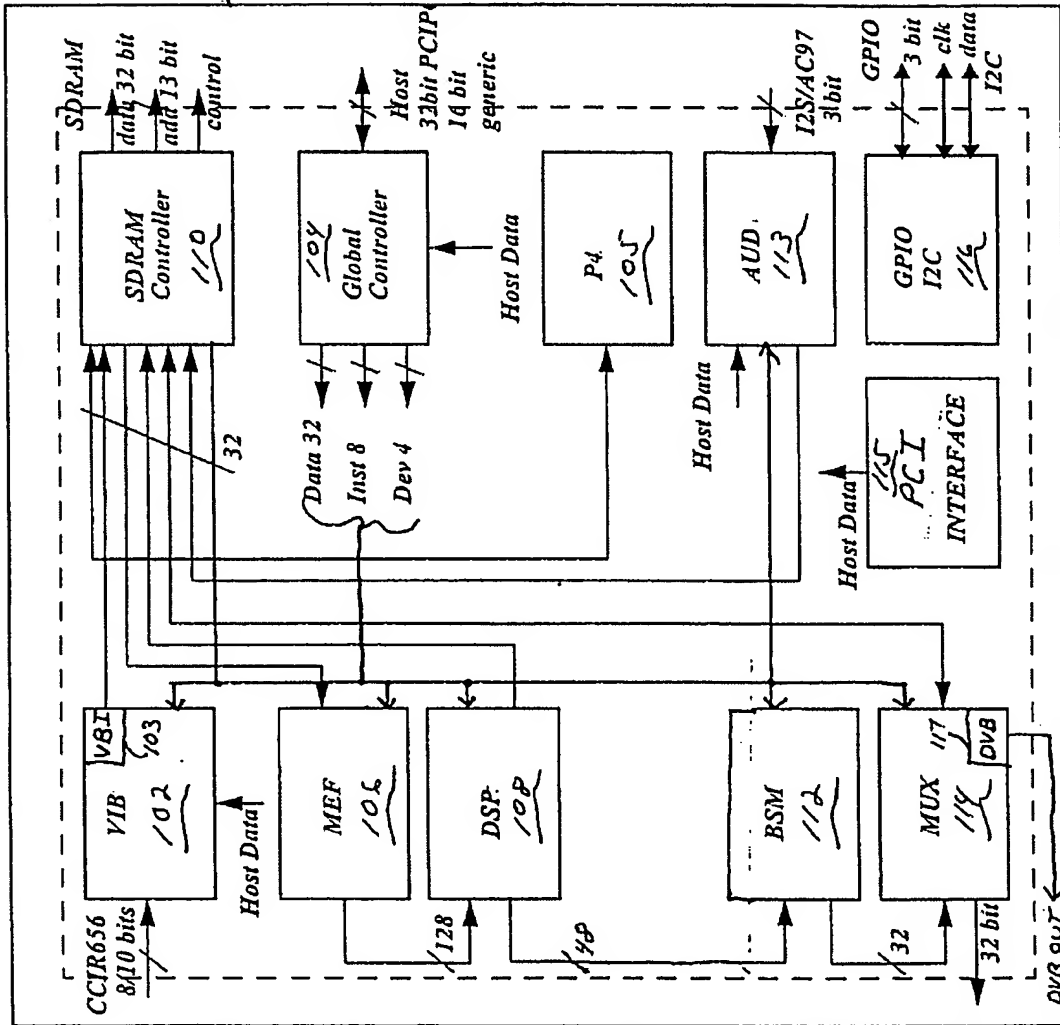 SDRAM
data 32 bit
add 13 bit
control
SDRAM
Controller
110
Host
32bit PCI
16 bit
generic
104
Global
Controller
Host Data
Data 32
Inst 8
Dev 4
32
P4
105
I2S/AC97
3 bit
AUD.
113
Host Data
GPIO
3 bit
clk
data
I2C
GPIO
I2C
116
115
PCI
INTERFACE
Host Data
CCIR656
8/10 bits
VBI
103
VIB
102
Host Data
MEF
106
128
DSP.
108
48
BSM
112
32
MUX
114
117
DVB
32 bit
DVB OUT